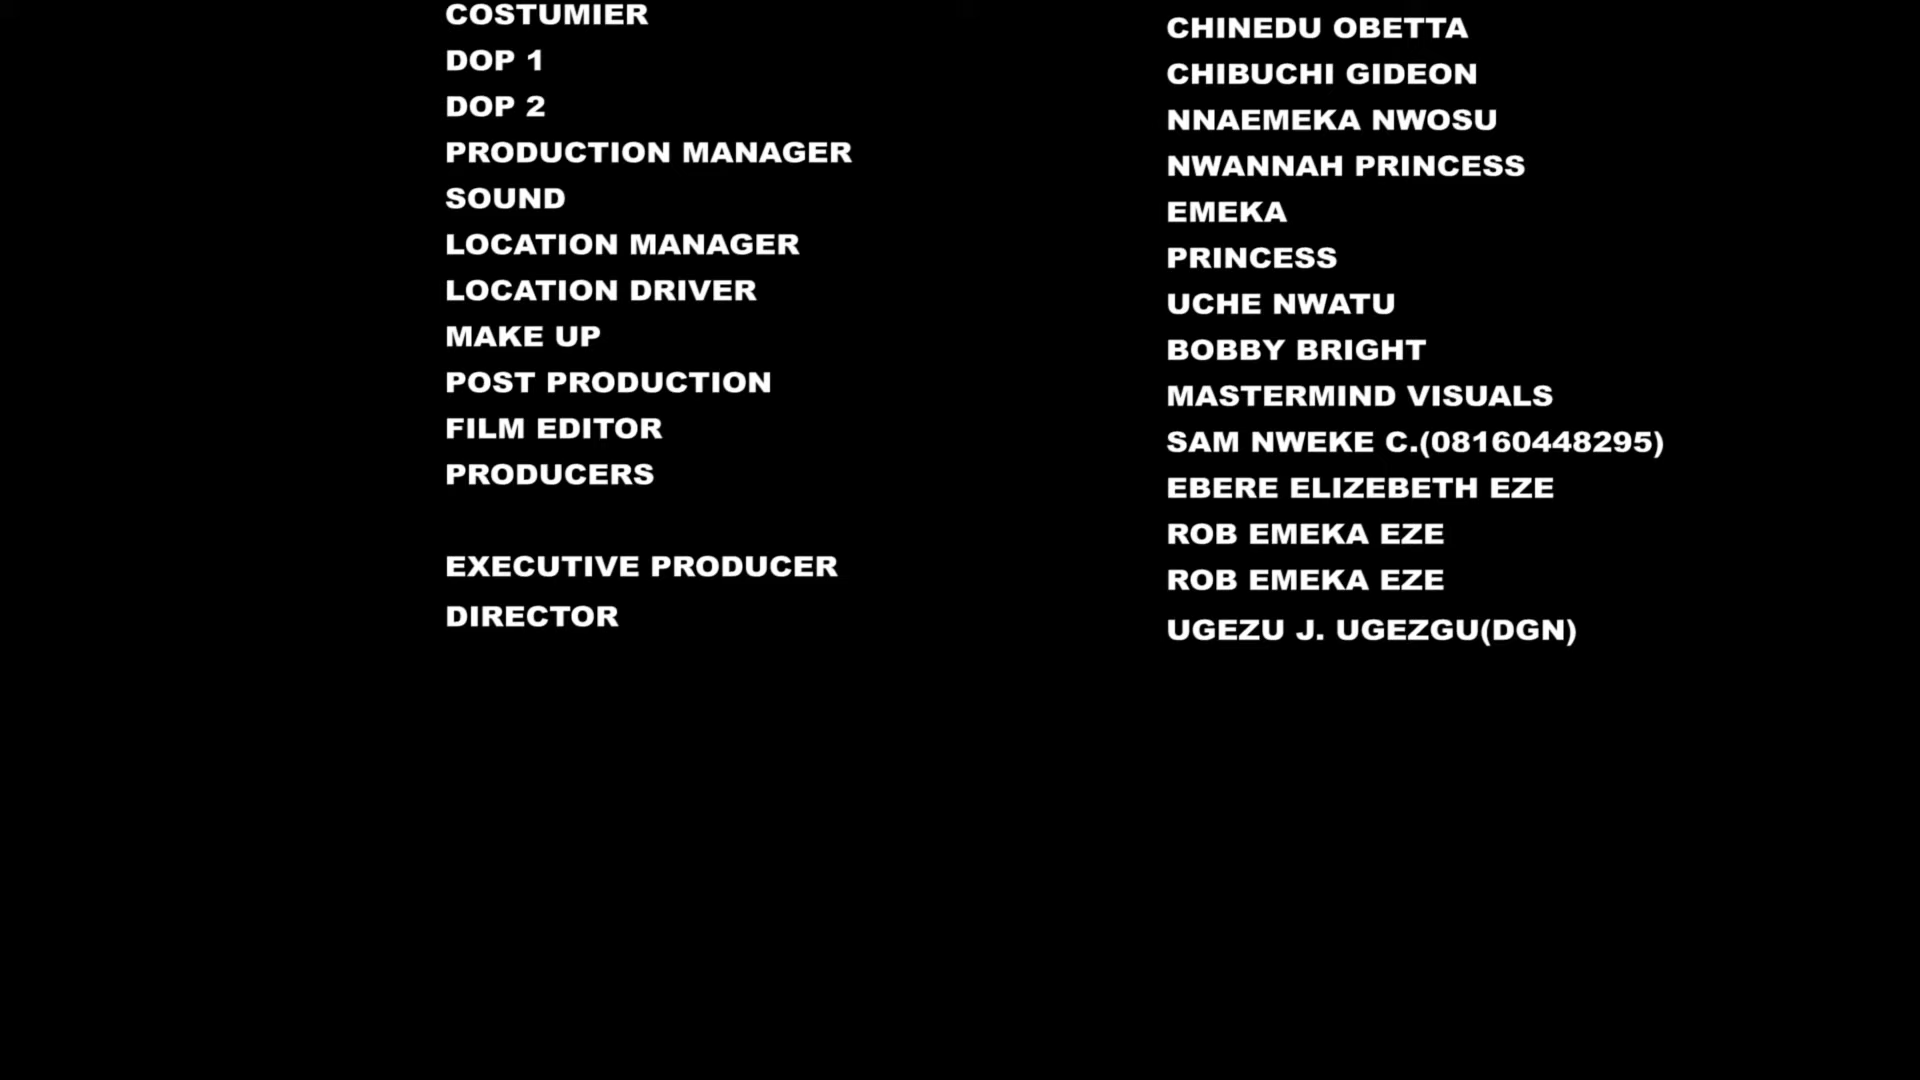 COSTUMIER CHINEDU OBETTA
DOP 1 CHIBUCHI GIDEON
DOP 2 NNAEMEKA NWOSU
PRODUCTION MANAGER NWANNAH PRINCESS
SOUND EMEKA
LOCATION MANAGER PRINCESS
LOCATION DRIVER UCHE NWATU
MAKE UP BOBBY BRIGHT
POST PRODUCTION MASTERMIND VISUALS
FILM EDITOR SAM NWEKE C.(08160448295)
PRODUCERS EBERE ELIZEBETH EZE
ROB EMEKA EZE
EXECUTIVE PRODUCER ROB EMEKA EZE
DIRECTOR UGEZU J. UGEZGU(DGN)